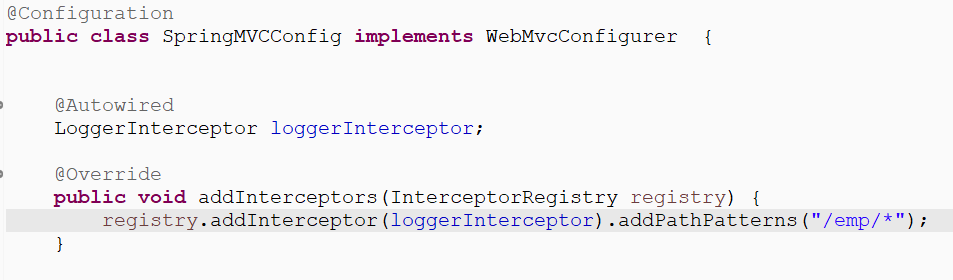 @Configuration
public class SpringMVCConfig implements WebMvcConfigurer  {
@Autowired
LoggerInterceptor loggerInterceptor;
@Override
public void addInterceptors(InterceptorRegistry registry) {
registry.addInterceptor(loggerInterceptor).addPathPatterns("/emp/*");
}